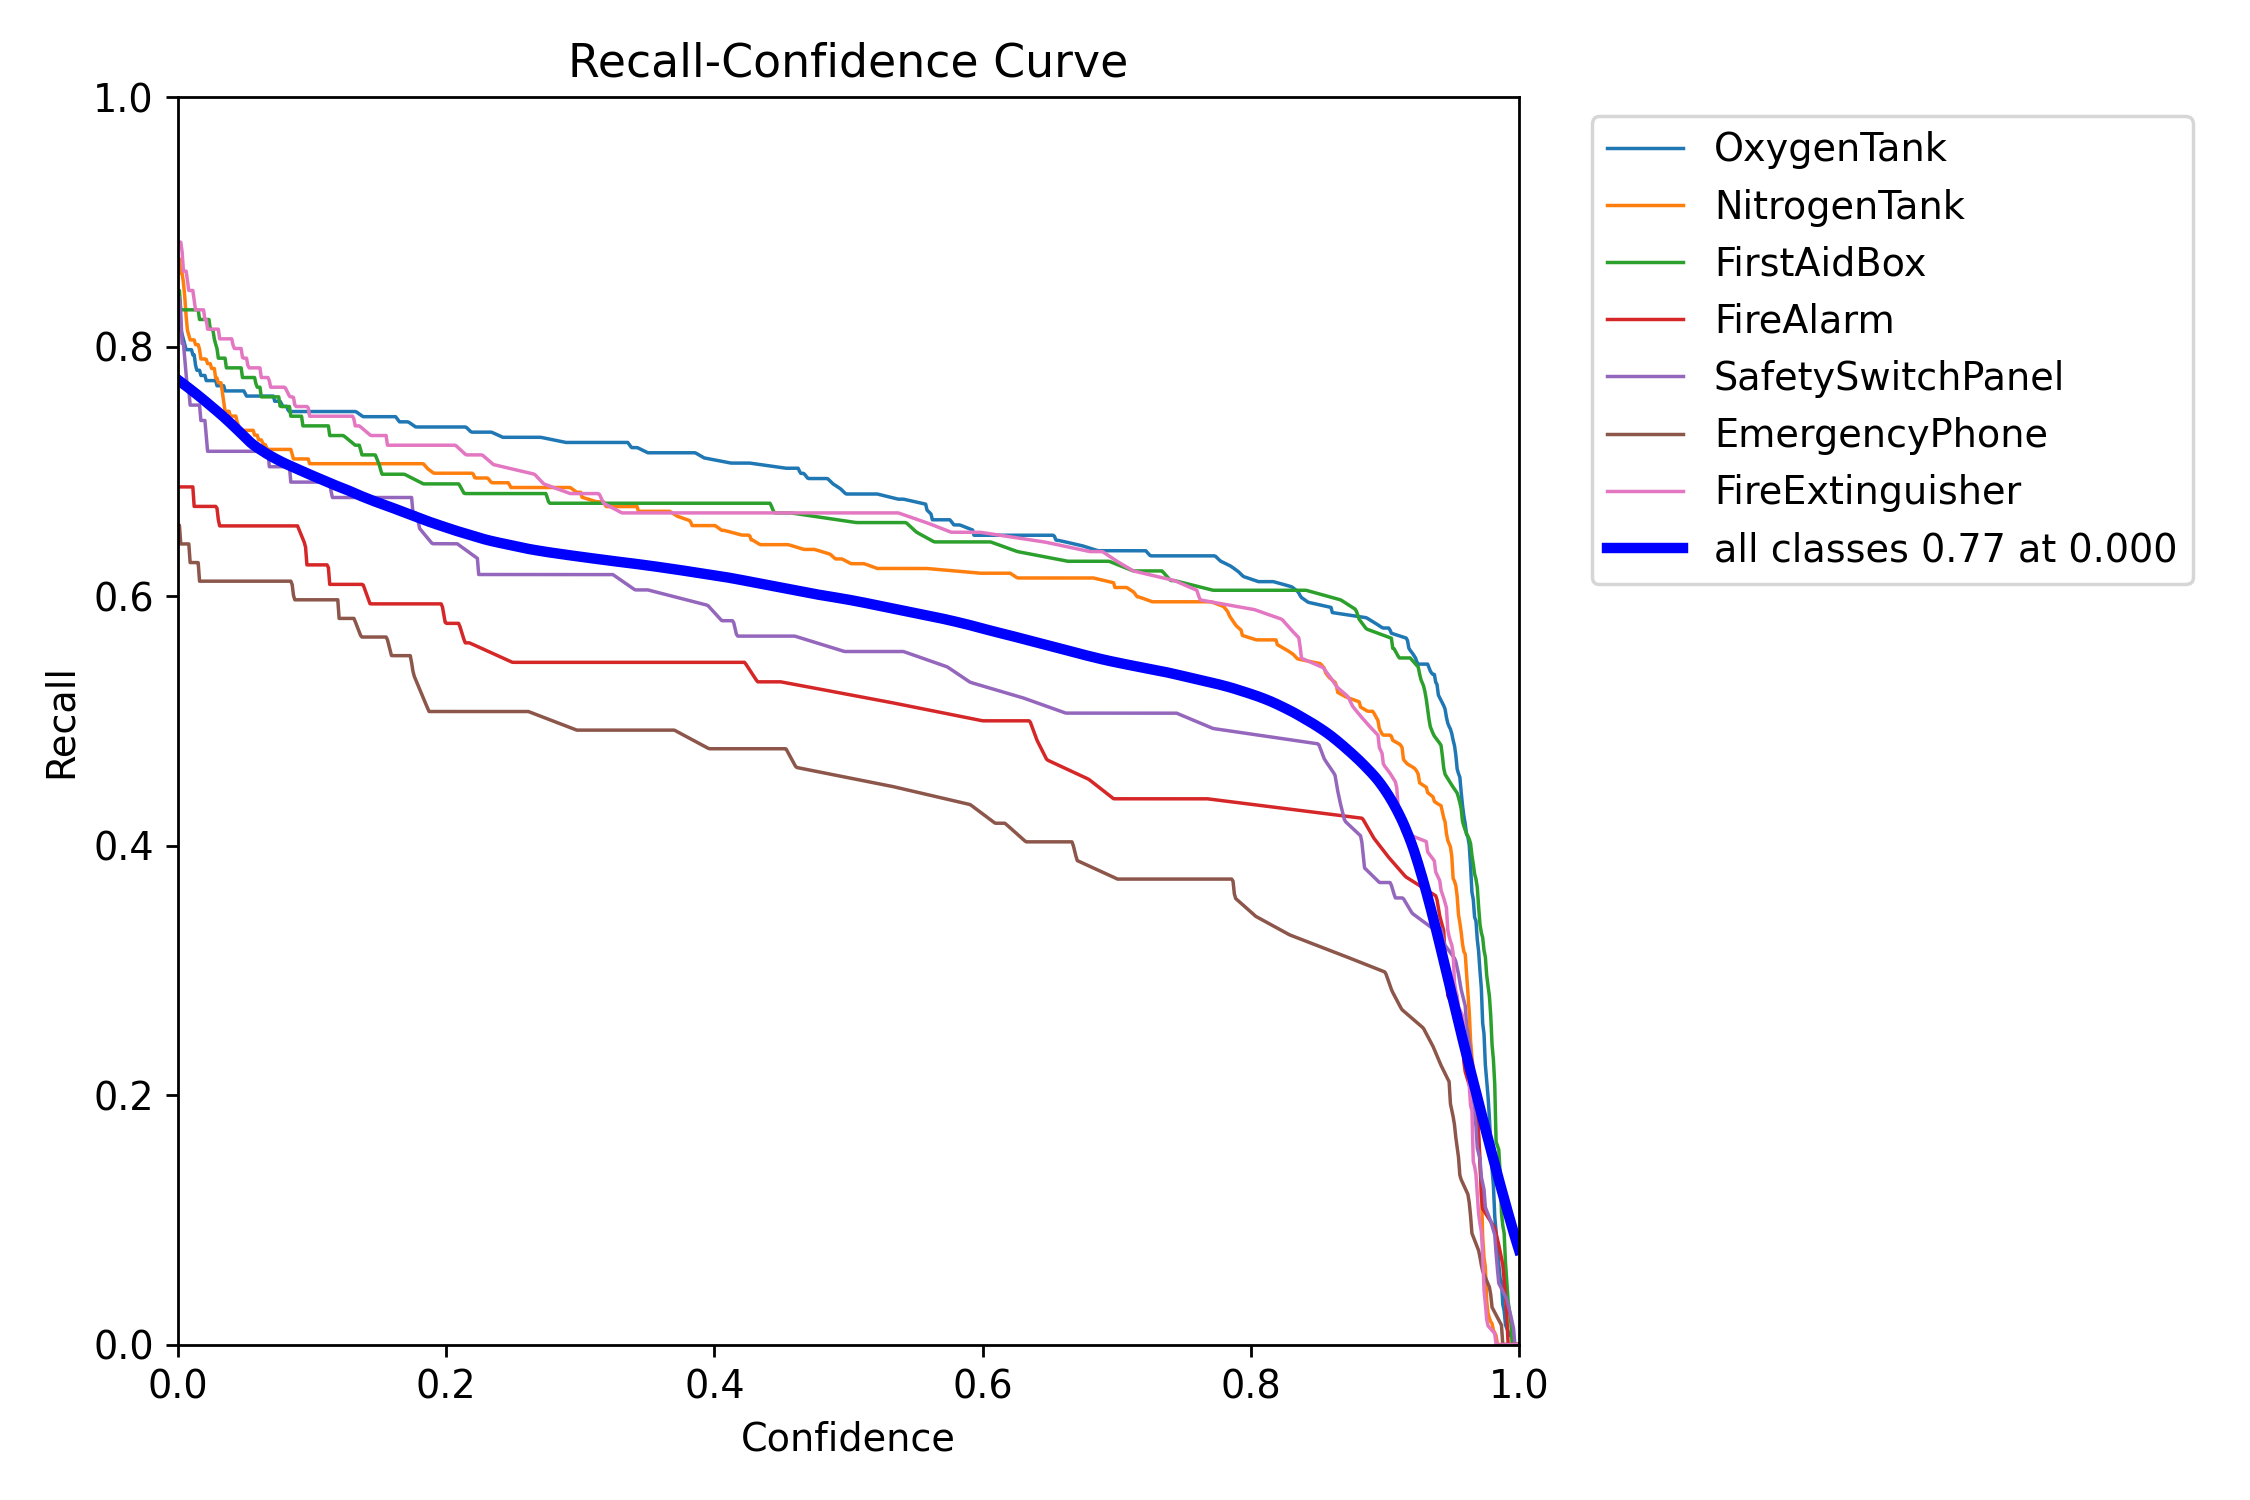 Recall-Confidence Curve
1.0
0.8
0.6
0.4
0.2
0.0
Recall
0.0 0.2 0.4 0.6 0.8 1.0
Confidence
OxygenTank
NitrogenTank
FirstAidBox
FireAlarm
SafetySwitchPanel
EmergencyPhone
FireExtinguisher
all classes 0.77 at 0.000